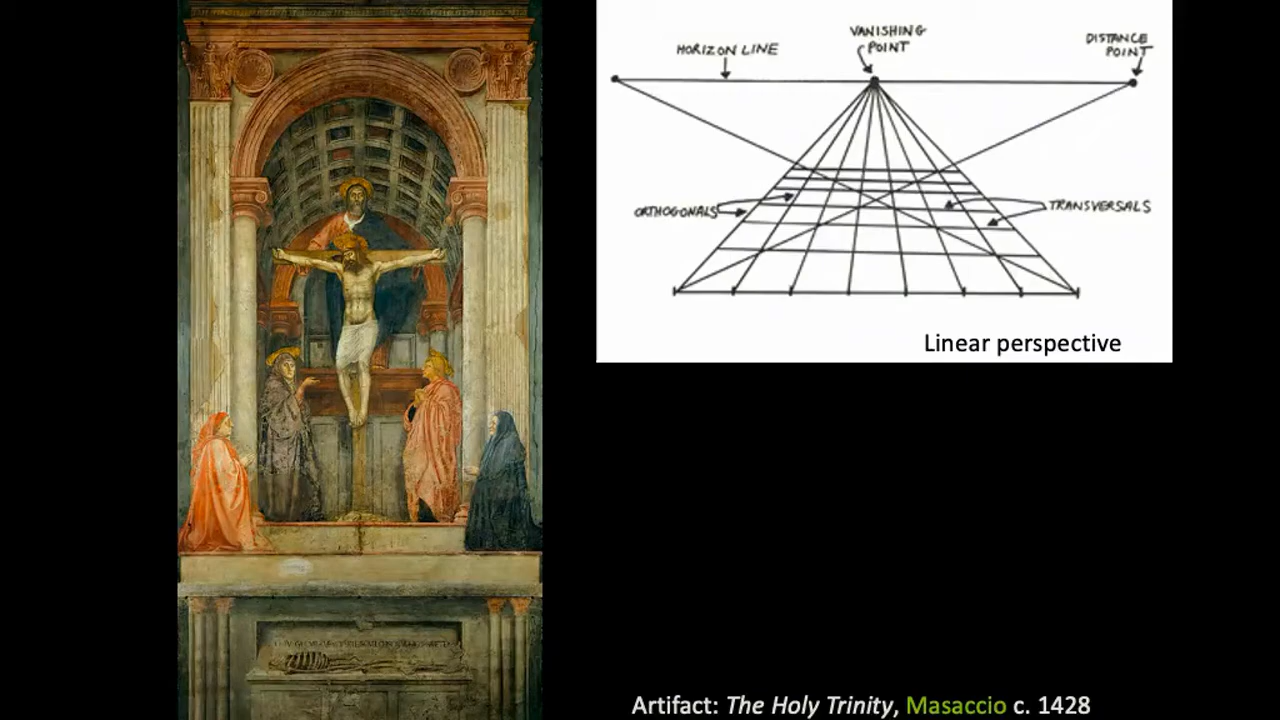 HORIZON LINE
VANISHING
POINT
DISTANCE
POINT
ORTHOGONALS
TRANSVERSALS
Linear perspective
Artifact: The Holy Trinity, Masaccio c. 1428